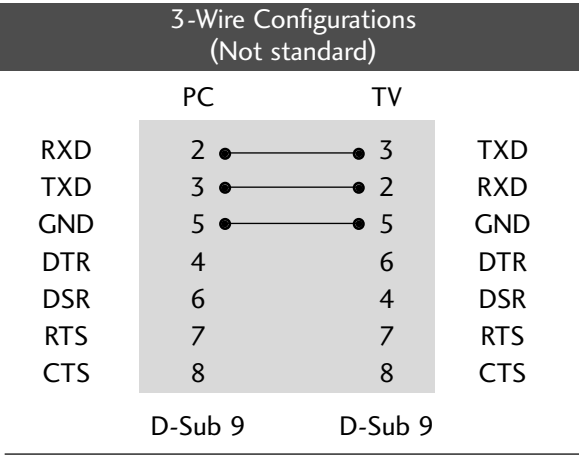 3-Wire Configurations
(Not standard)
PC TV
RXD 2 3 TXD
TXD 3 2 RXD
GND 5 5 GND
DTR 4 6 DTR
DSR 6 4 DSR
RTS 7 7 RTS
CTS 8 8 CTS
D-Sub 9 D-Sub 9